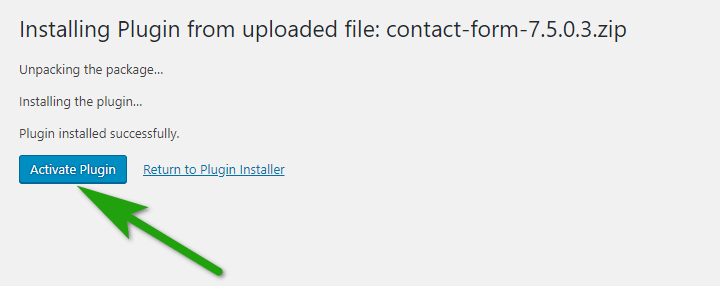 Installing Plugin from uploaded file: contact-form-7.5.0.3.zip
Unpacking the package...
Installing the plugin...
Plugin installed successfully.
Activate Plugin Return to Plugin Installer